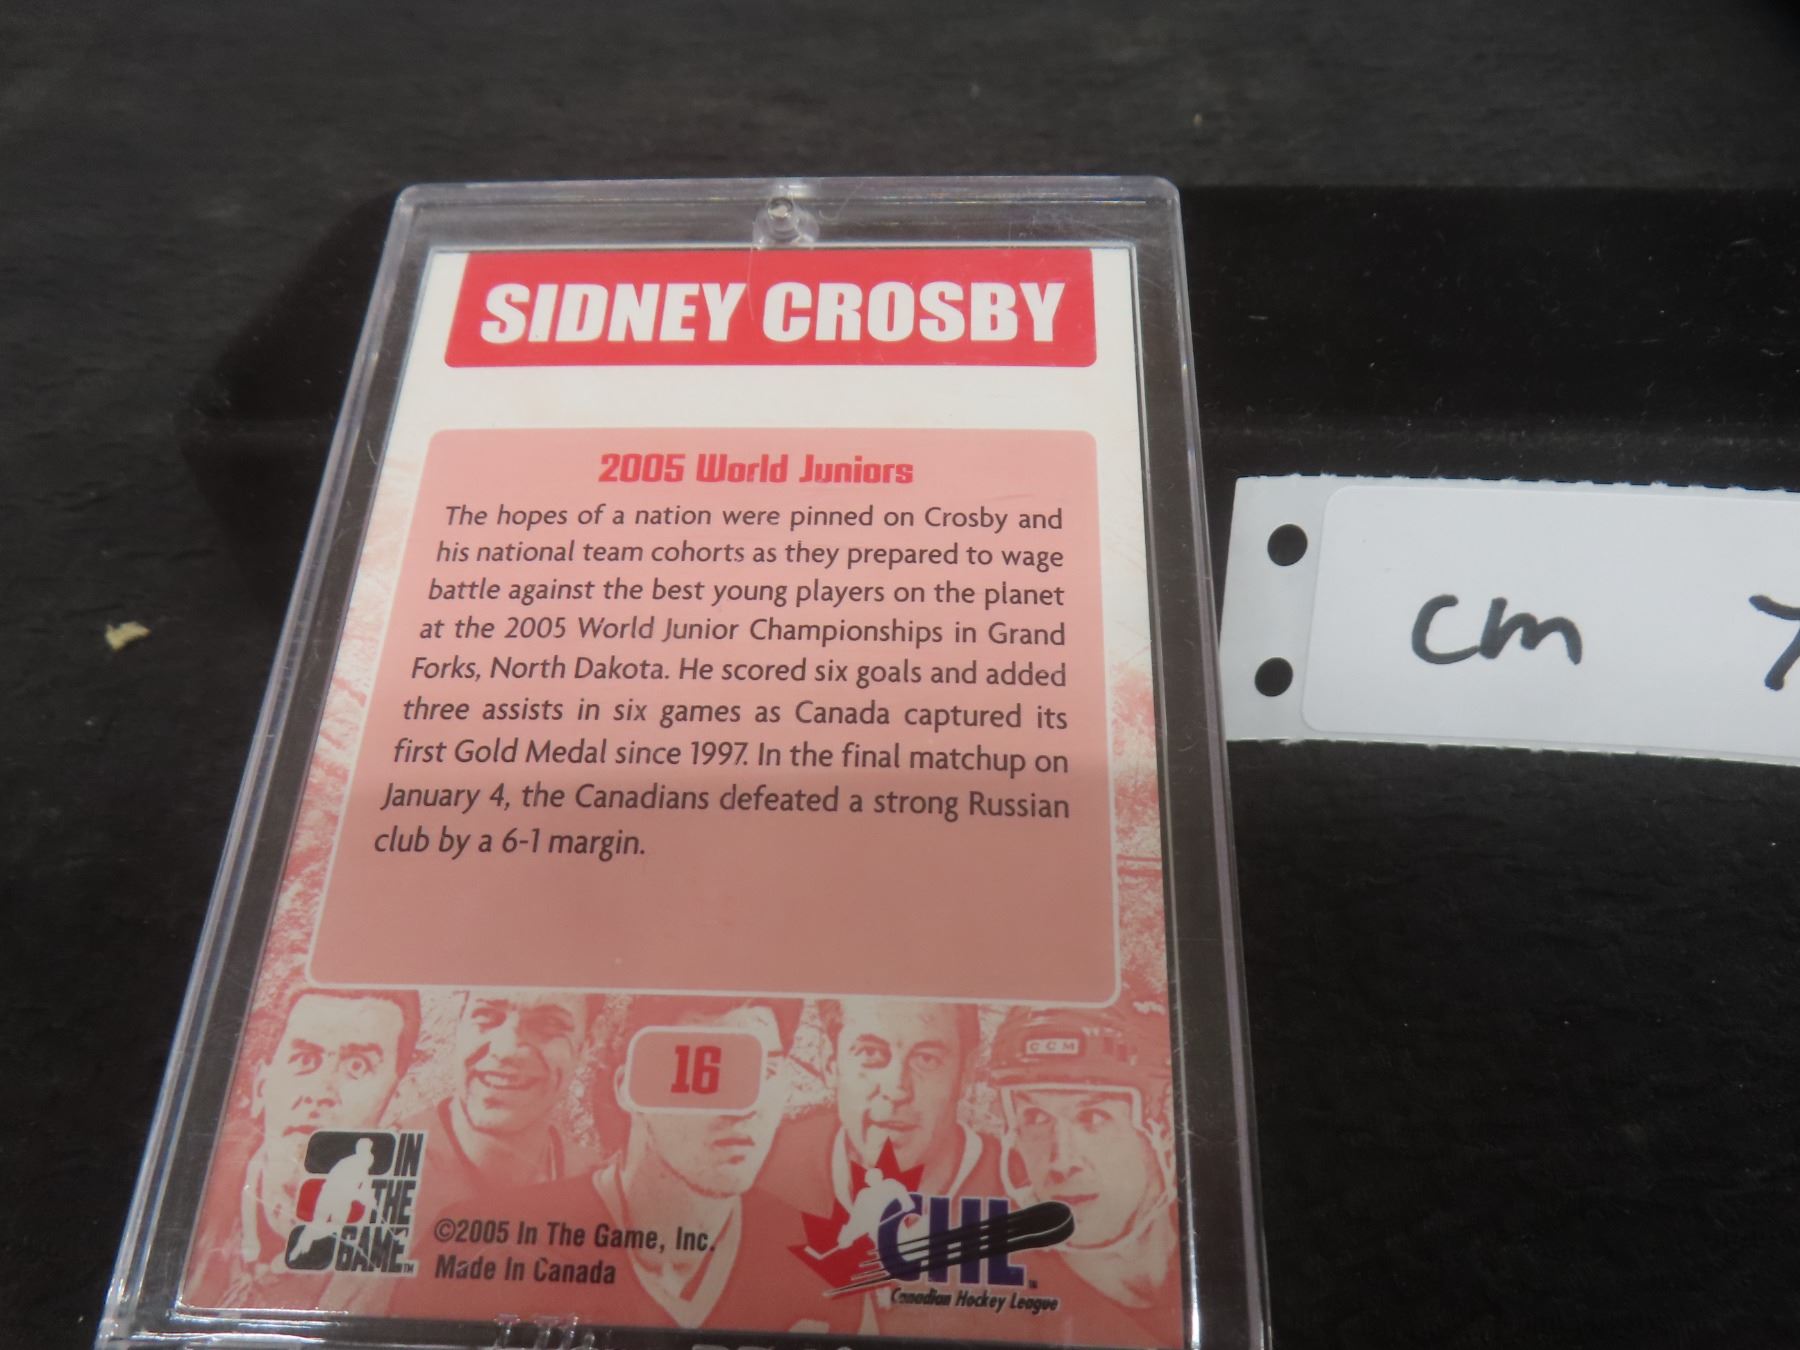 SIDNEY CROSBY
2005 World Juniors
The hopes of a nation were pinned on Crosby and
his national team cohorts as they prepared to wage
battle against the best young players on the planet
at the 2005 World Junior Championships in Grand
Forks, North Dakota. He scored six goals and added
three assists in six games as Canada captured its
first Gold Medal since 1997. In the final matchup on
January 4, the Canadians defeated a strong Russian
club by a 6-1 margin.
CCM
16
IN
THE
GAME™
©2005 In The Game, Inc.
Made In Canada
CHL™
Canadian Hockey League
cm